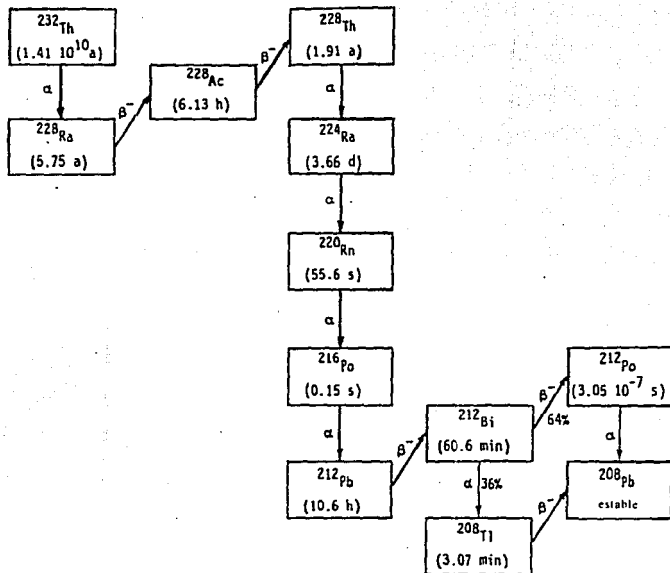 232Th
(1.41 10^10 a)
α
228Ra
(5.75 a)
β-
228Ac
(6.13 h)
β-
228Th
(1.91 a)
α
224Ra
(3.66 d)
α
220Rn
(55.6 s)
α
216Po
(0.15 s)
α
212Pb
(10.6 h)
β-
212Bi
(60.6 min)
β-
64%
212Po
(3.05 10^-7 s)
α
α 36%
208Tl
(3.07 min)
β-
208Pb
estable